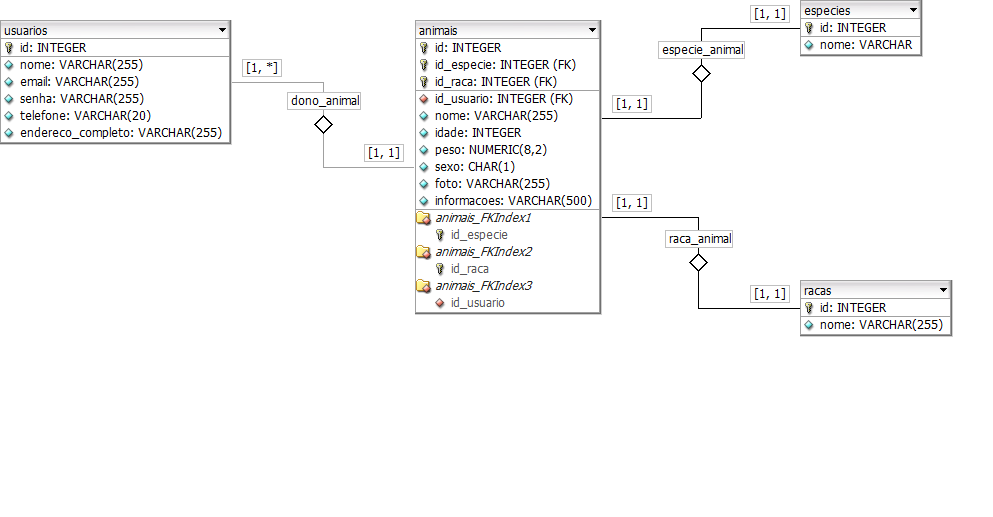 usuarios
id: INTEGER
nome: VARCHAR(255)
email: VARCHAR(255)
senha: VARCHAR(255)
telefone: VARCHAR(20)
endereco_completo: VARCHAR(255)
[1, *]
dono_animal
[1, 1]
animais
id: INTEGER
id_especie: INTEGER (FK)
id_raca: INTEGER (FK)
id_usuario: INTEGER (FK)
nome: VARCHAR(255)
idade: INTEGER
peso: NUMERIC(8,2)
sexo: CHAR(1)
foto: VARCHAR(255)
informacoes: VARCHAR(500)
animais_FKIndex1
id_especie
animais_FKIndex2
id_raca
animais_FKIndex3
id_usuario
[1, 1]
especie_animal
[1, 1]
especies
id: INTEGER
nome: VARCHAR
[1, 1]
raca_animal
[1, 1]
racas
id: INTEGER
nome: VARCHAR(255)